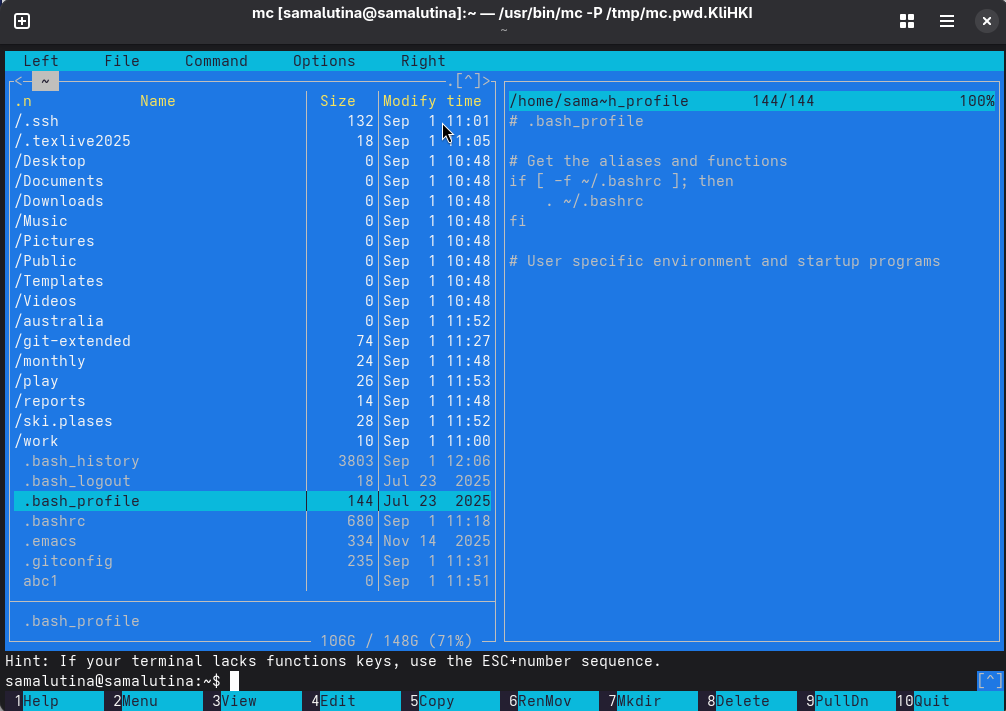 mc [samalutina@samalutina]:~ — /usr/bin/mc -P /tmp/mc.pwd.KliHKI
~
Left File Command Options Right
<─ ~ ─.[^]>
.n Name Size Modify time
/.ssh 132 Sep 1 11:01
/.texlive2025 18 Sep 1 11:05
/Desktop 0 Sep 1 10:48
/Documents 0 Sep 1 10:48
/Downloads 0 Sep 1 10:48
/Music 0 Sep 1 10:48
/Pictures 0 Sep 1 10:48
/Public 0 Sep 1 10:48
/Templates 0 Sep 1 10:48
/Videos 0 Sep 1 10:48
/australia 0 Sep 1 11:52
/git-extended 74 Sep 1 11:27
/monthly 24 Sep 1 11:48
/play 26 Sep 1 11:53
/reports 14 Sep 1 11:48
/ski.plases 28 Sep 1 11:52
/work 10 Sep 1 11:00
.bash_history 3803 Sep 1 12:06
.bash_logout 18 Jul 23 2025
.bash_profile 144 Jul 23 2025
.bashrc 680 Sep 1 11:18
.emacs 334 Nov 14 2025
.gitconfig 235 Sep 1 11:31
abc1 0 Sep 1 11:51
.bash_profile
106G / 148G (71%)
/home/sama~h_profile 144/144 100%
# .bash_profile
# Get the aliases and functions
if [ -f ~/.bashrc ]; then
    . ~/.bashrc
fi
# User specific environment and startup programs
Hint: If your terminal lacks functions keys, use the ESC+number sequence.
samalutina@samalutina:~$ [^]
1Help 2Menu 3View 4Edit 5Copy 6RenMov 7Mkdir 8Delete 9PullDn 10Quit